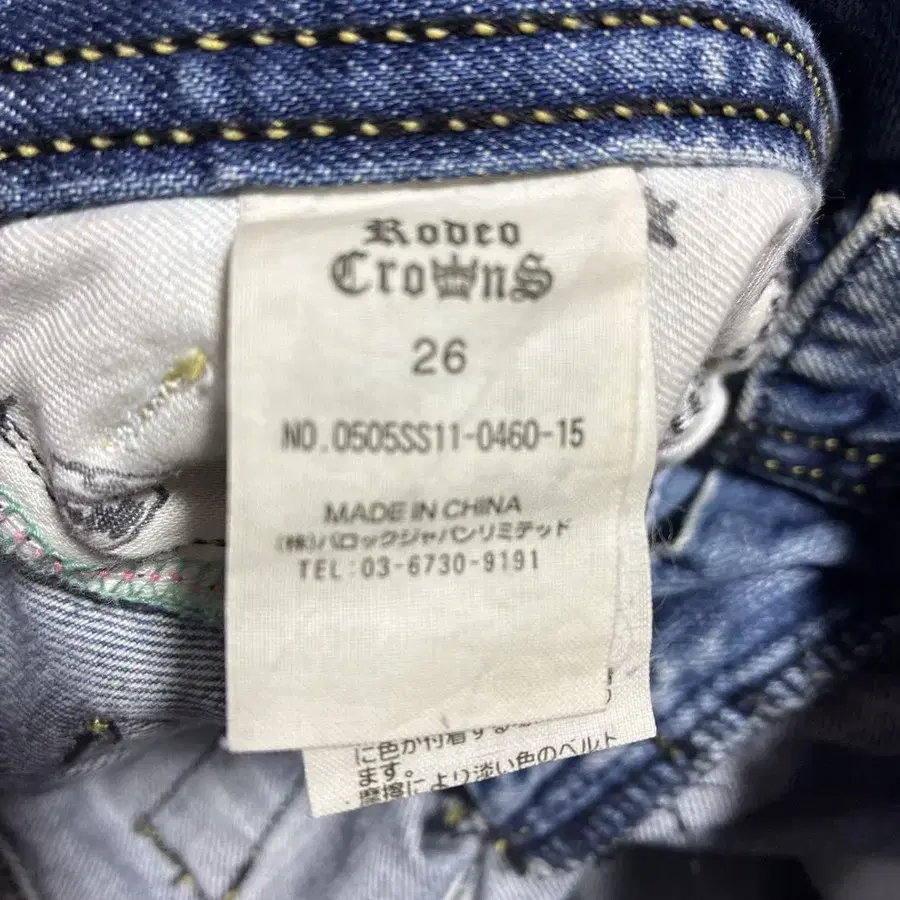 Rodeo
Crowns
26
NO.0505SS11-0460-15
MADE IN CHINA
(株)バロックジャパンリミテッド
TEL:03-6730-9191
に色が付着する
ます。
摩擦により淡い色のベルト